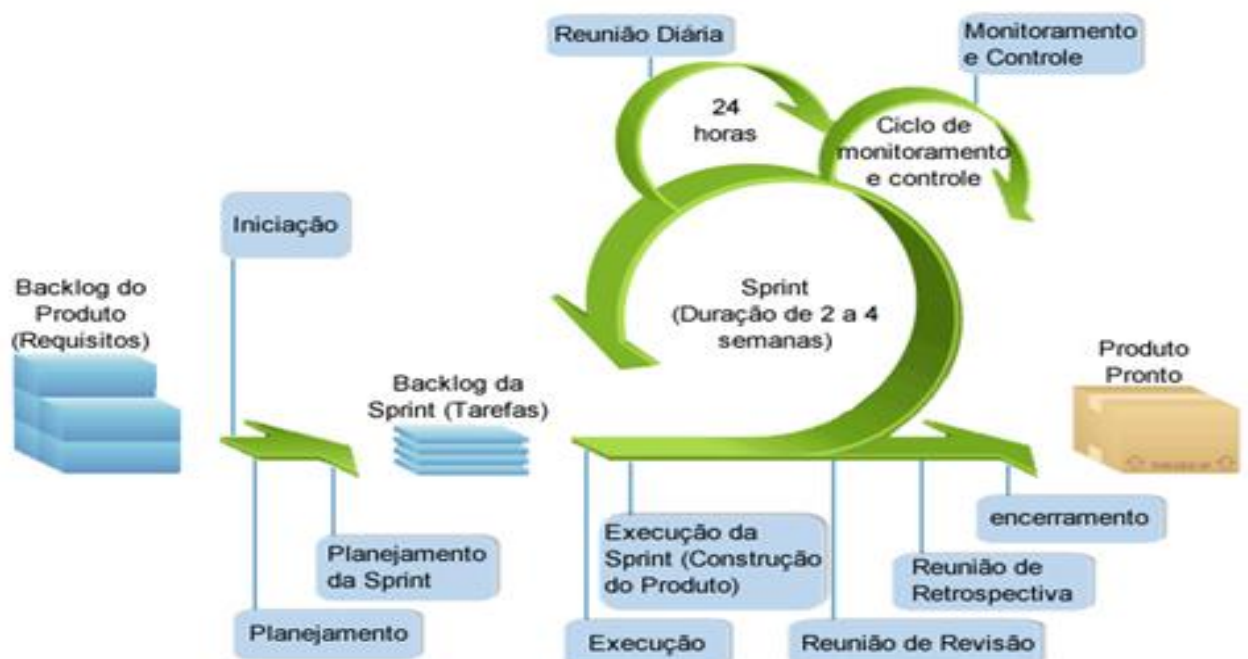 Reunião Diária
Monitoramento
e Controle
24
horas
Ciclo de
monitoramento
e controle
Iniciação
Backlog do
Produto
(Requisitos)
Sprint
(Duração de 2 a 4
semanas)
Backlog da
Sprint (Tarefas)
Produto
Pronto
Planejamento
da Sprint
Planejamento
Execução da
Sprint (Construção
do Produto)
Execução
Reunião de Revisão
Reunião de
Retrospectiva
encerramento